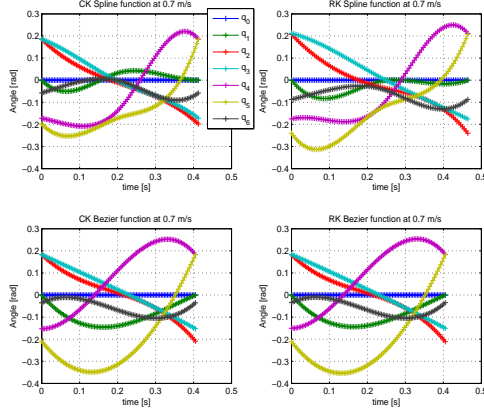 CK Spline function at 0.7 m/s
0.4
0.3
0.2
0.1
0
−0.1
−0.2
−0.3
−0.4
0 0.1 0.2 0.3 0.4 0.5
time [s]
Angle [rad]
q0
q1
q2
q3
q4
q5
q6
RK Spline function at 0.7 m/s
0.3
0.2
0.1
0
−0.1
−0.2
−0.3
−0.4
0 0.1 0.2 0.3 0.4 0.5
time [s]
Angle [rad]
CK Bezier function at 0.7 m/s
0.3
0.2
0.1
0
−0.1
−0.2
−0.3
−0.4
0 0.1 0.2 0.3 0.4 0.5
time [s]
Angle [rad]
RK Bezier function at 0.7 m/s
0.3
0.2
0.1
0
−0.1
−0.2
−0.3
−0.4
0 0.1 0.2 0.3 0.4 0.5
time [s]
Angle [rad]